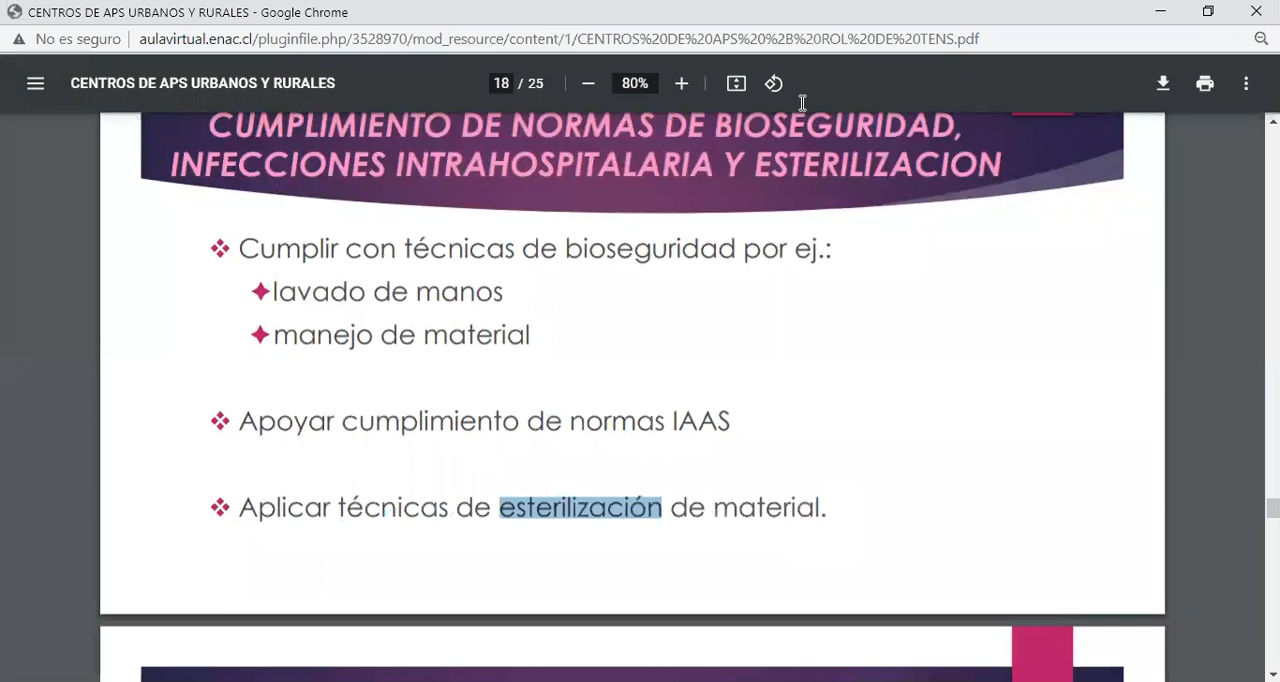 CENTROS DE APS URBANOS Y RURALES - Google Chrome
No es seguro | aulavirtual.enac.cl/pluginfile.php/3528970/mod_resource/content/1/CENTROS%20DE%20APS%20%2B%20ROL%20DE%20TENS.pdf
CENTROS DE APS URBANOS Y RURALES 18 / 25 80%
CUMPLIMIENTO DE NORMAS DE BIOSEGURIDAD,
INFECCIONES INTRAHOSPITALARIA Y ESTERILIZACION
Cumplir con técnicas de bioseguridad por ej.:
lavado de manos
manejo de material
Apoyar cumplimiento de normas IAAS
Aplicar técnicas de esterilización de material.